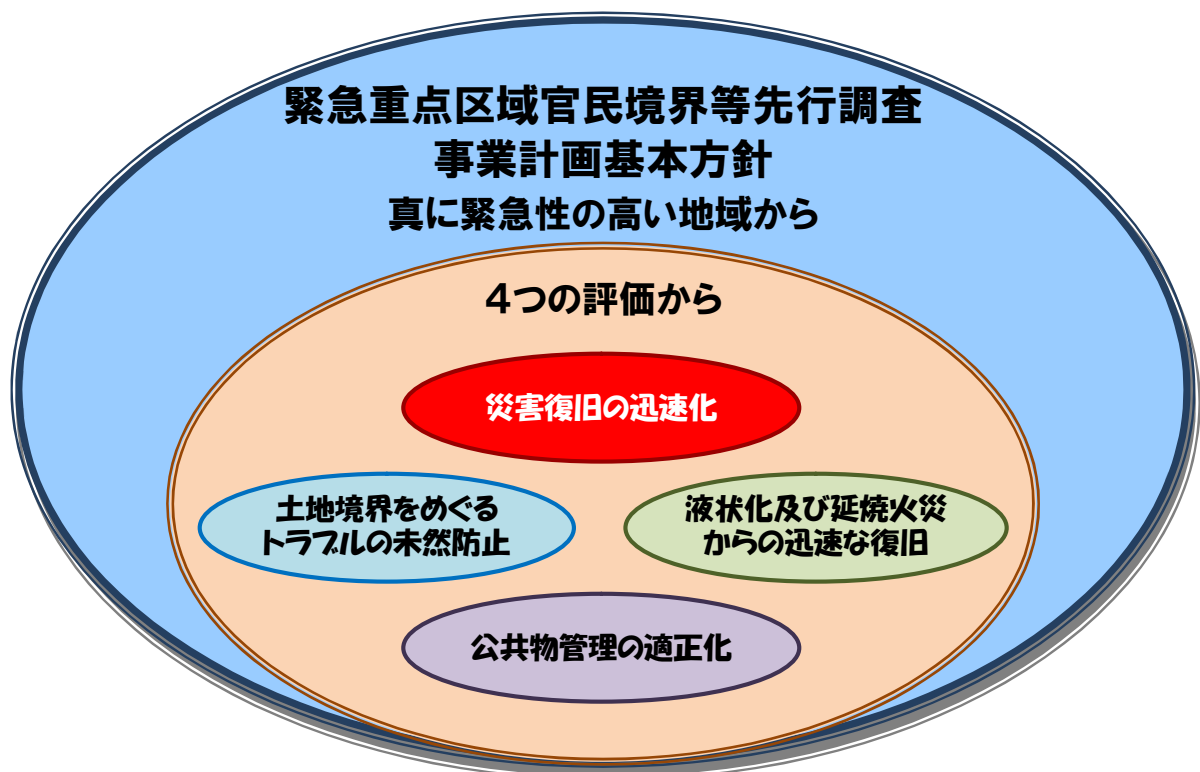 緊急重点区域官民境界等先行調査
事業計画基本方針
真に緊急性の高い地域から
４つの評価から
災害復旧の迅速化
土地境界をめぐる
トラブルの未然防止
液状化及び延焼火災
からの迅速な復旧
公共物管理の適正化